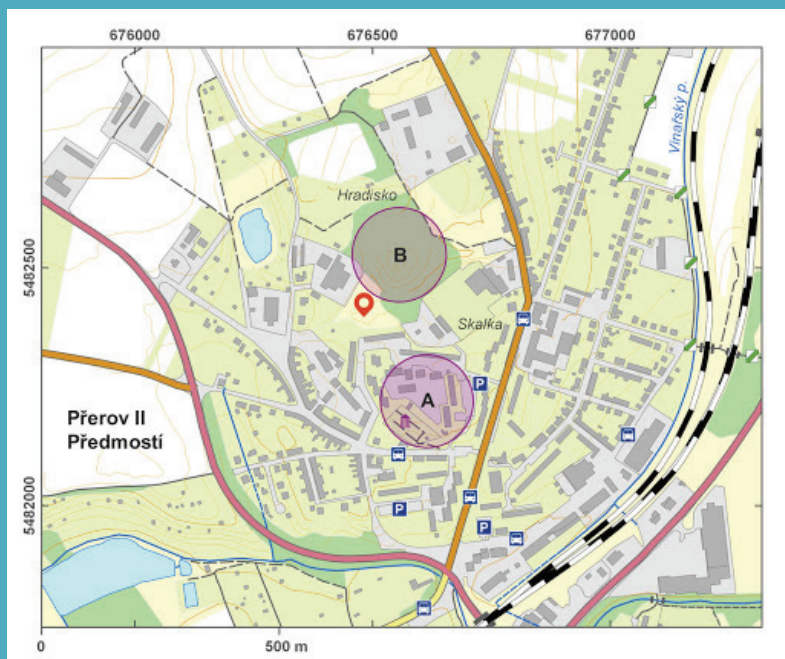 676000 676500 677000
Vinařský p.
Hradisko
B
5482500
Skalka
P
A
Přerov II
Předmostí
5482000
P
P
0 500 m